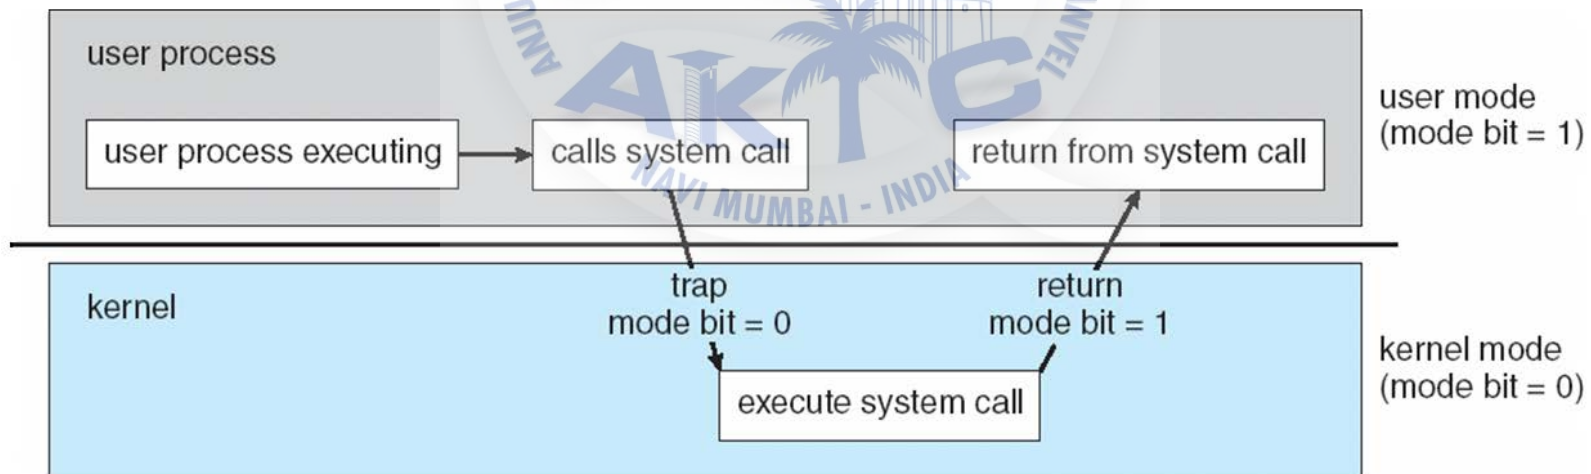 user process
user process executing
calls system call
return from system call
user mode
(mode bit = 1)
kernel
trap
mode bit = 0
return
mode bit = 1
execute system call
kernel mode
(mode bit = 0)
AKTC
NAVI MUMBAI - INDIA